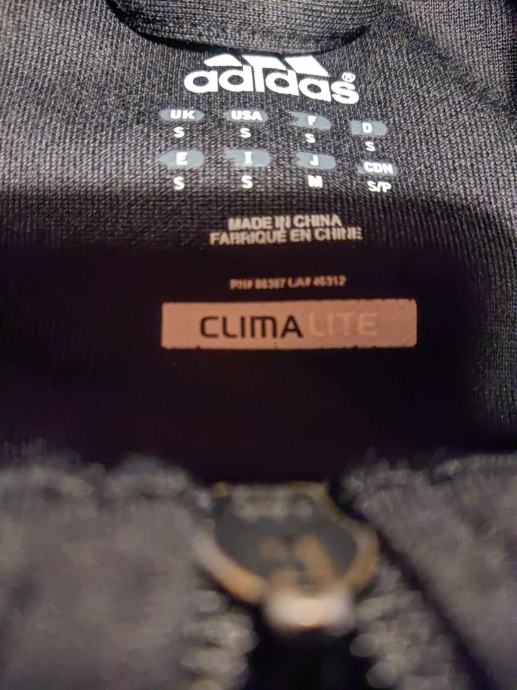 adidas®
UK USA F D
S S S S
E I J CDN
S S M S/P
MADE IN CHINA
FABRIQUÉ EN CHINE
CLIMALITE